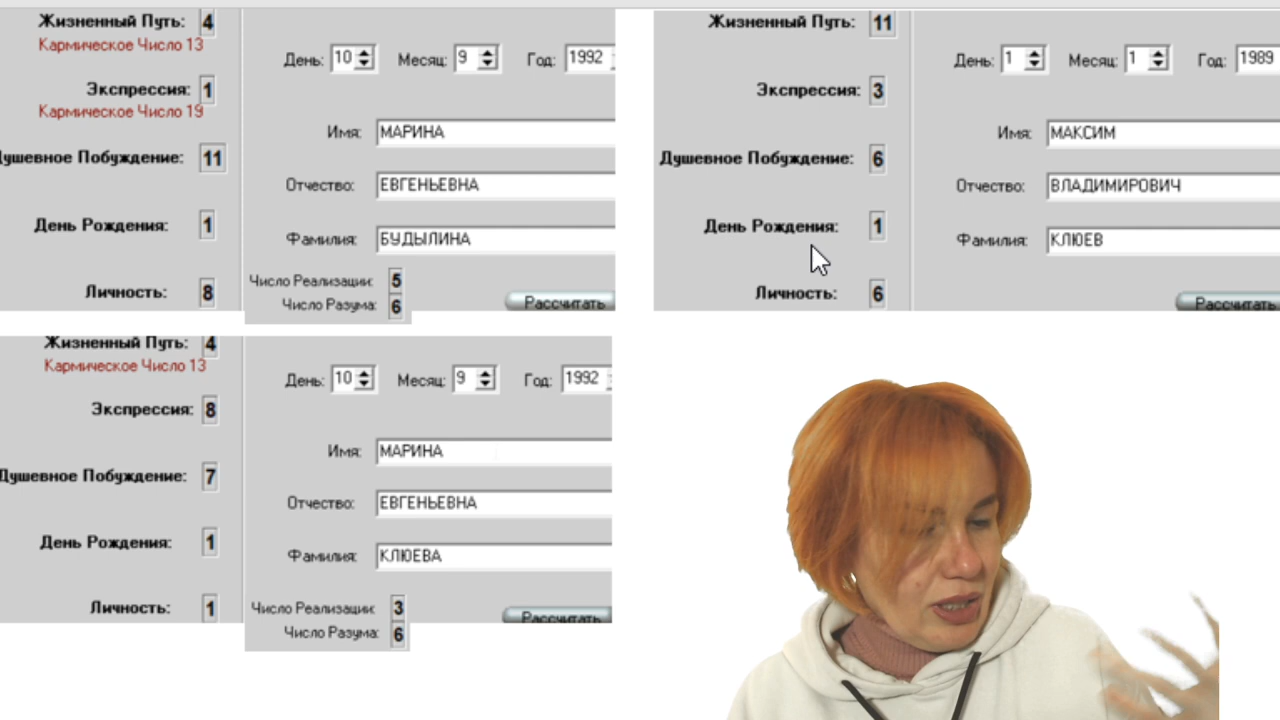 Жизненный Путь: 4
Кармическое Число 13
День: 10 Месяц: 9 Год: 1992
Экспрессия: 1
Кармическое Число 19
Имя: МАРИНА
Душевное Побуждение: 11
Отчество: ЕВГЕНЬЕВНА
День Рождения: 1
Фамилия: БУДЫЛИНА
Число Реализации: 5
Личность: 8
Число Разума: 6
Рассчитать
Жизненный Путь: 11
День: 1 Месяц: 1 Год: 1989
Экспрессия: 3
Имя: МАКСИМ
Душевное Побуждение: 6
Отчество: ВЛАДИМИРОВИЧ
День Рождения: 1
Фамилия: КЛЮЕВ
Личность: 6
Рассчитать
Жизненный Путь: 4
Кармическое Число 13
День: 10 Месяц: 9 Год: 1992
Экспрессия: 8
Имя: МАРИНА
Душевное Побуждение: 7
Отчество: ЕВГЕНЬЕВНА
День Рождения: 1
Фамилия: КЛЮЕВА
Личность: 1
Число Реализации: 3
Рассчитать
Число Разума: 6